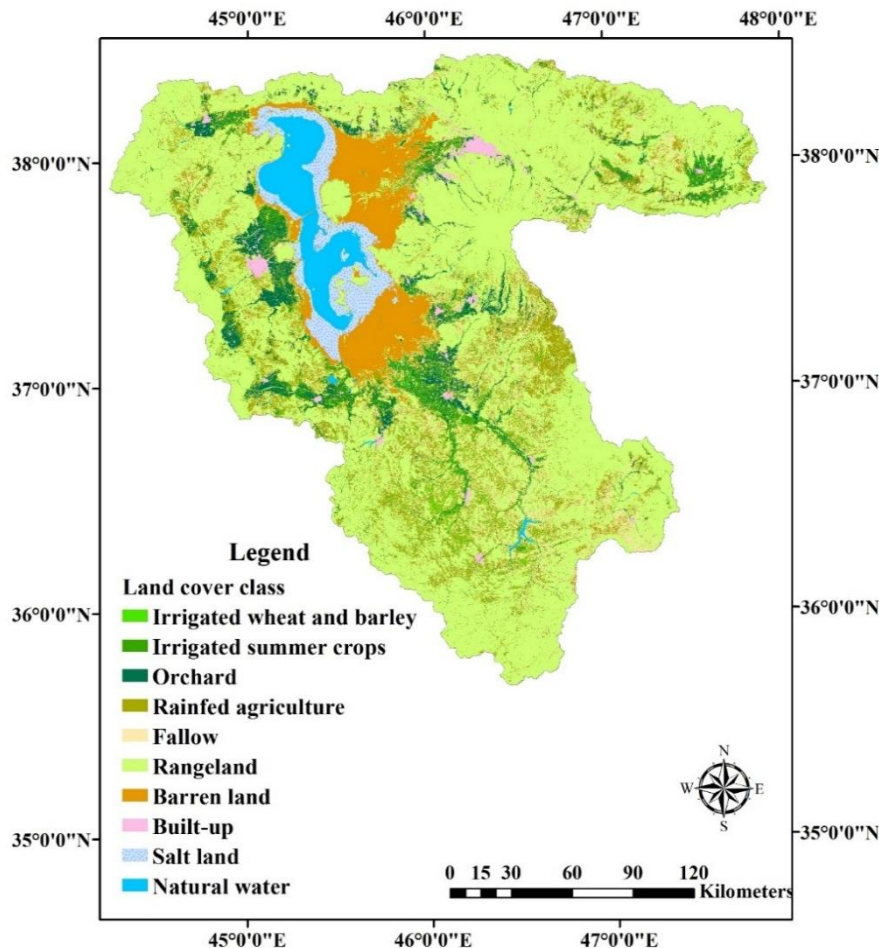 45°0'0"E 46°0'0"E 47°0'0"E 48°0'0"E
38°0'0"N 38°0'0"N
37°0'0"N 37°0'0"N
36°0'0"N 36°0'0"N
35°0'0"N 35°0'0"N
Legend
Land cover class
Irrigated wheat and barley
Irrigated summer crops
Orchard
Rainfed agriculture
Fallow
Rangeland
Barren land
Built-up
Salt land
Natural water
N
W E
S
0 15 30 60 90 120
Kilometers
45°0'0"E 46°0'0"E 47°0'0"E